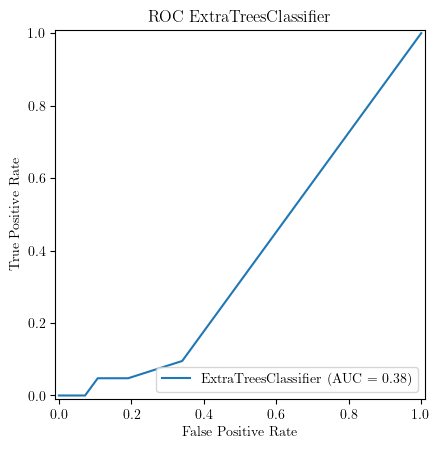 ROC ExtraTreesClassifier
1.0
0.8
0.6
0.4
0.2
0.0
True Positive Rate
ExtraTreesClassifier (AUC = 0.38)
0.0 0.2 0.4 0.6 0.8 1.0
False Positive Rate